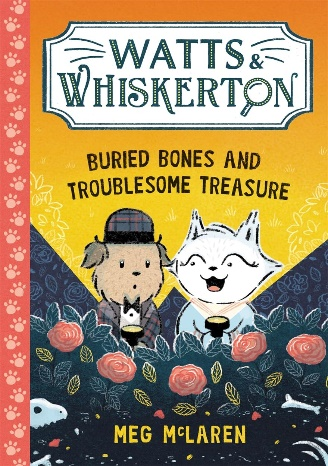 WATTS &
WHISKERTON
BURIED BONES AND
TROUBLESOME TREASURE
MEG McLAREN